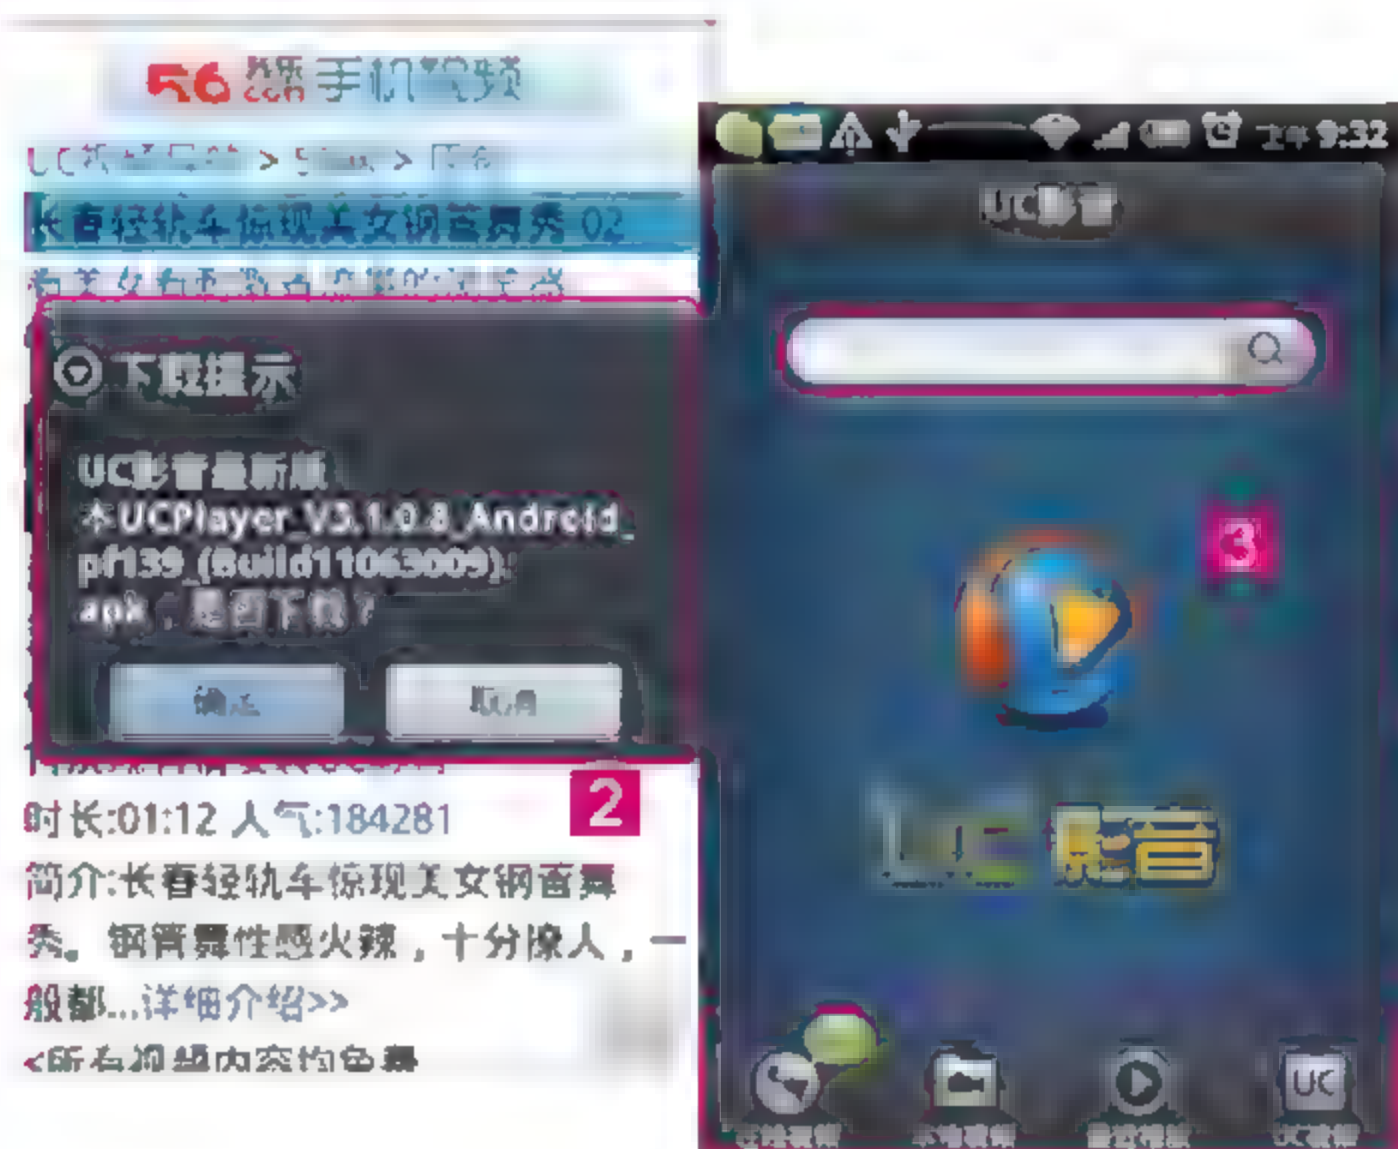 56 .com 手机视频
长春轻轨车惊现美女钢管舞秀 02
下载提示
UC影音最新版
本UCPlayer_V3.1.0.8_Android_
pf139_(Build11063009).
apk，是否下载？
确定 取消
2
时长:01:12 人气:184281
简介:长春轻轨车惊现美女钢管舞
秀。钢管舞性感火辣，十分撩人，一
般都...详细介绍>>
上午 9:32
UC影音
3
UC影音
UC